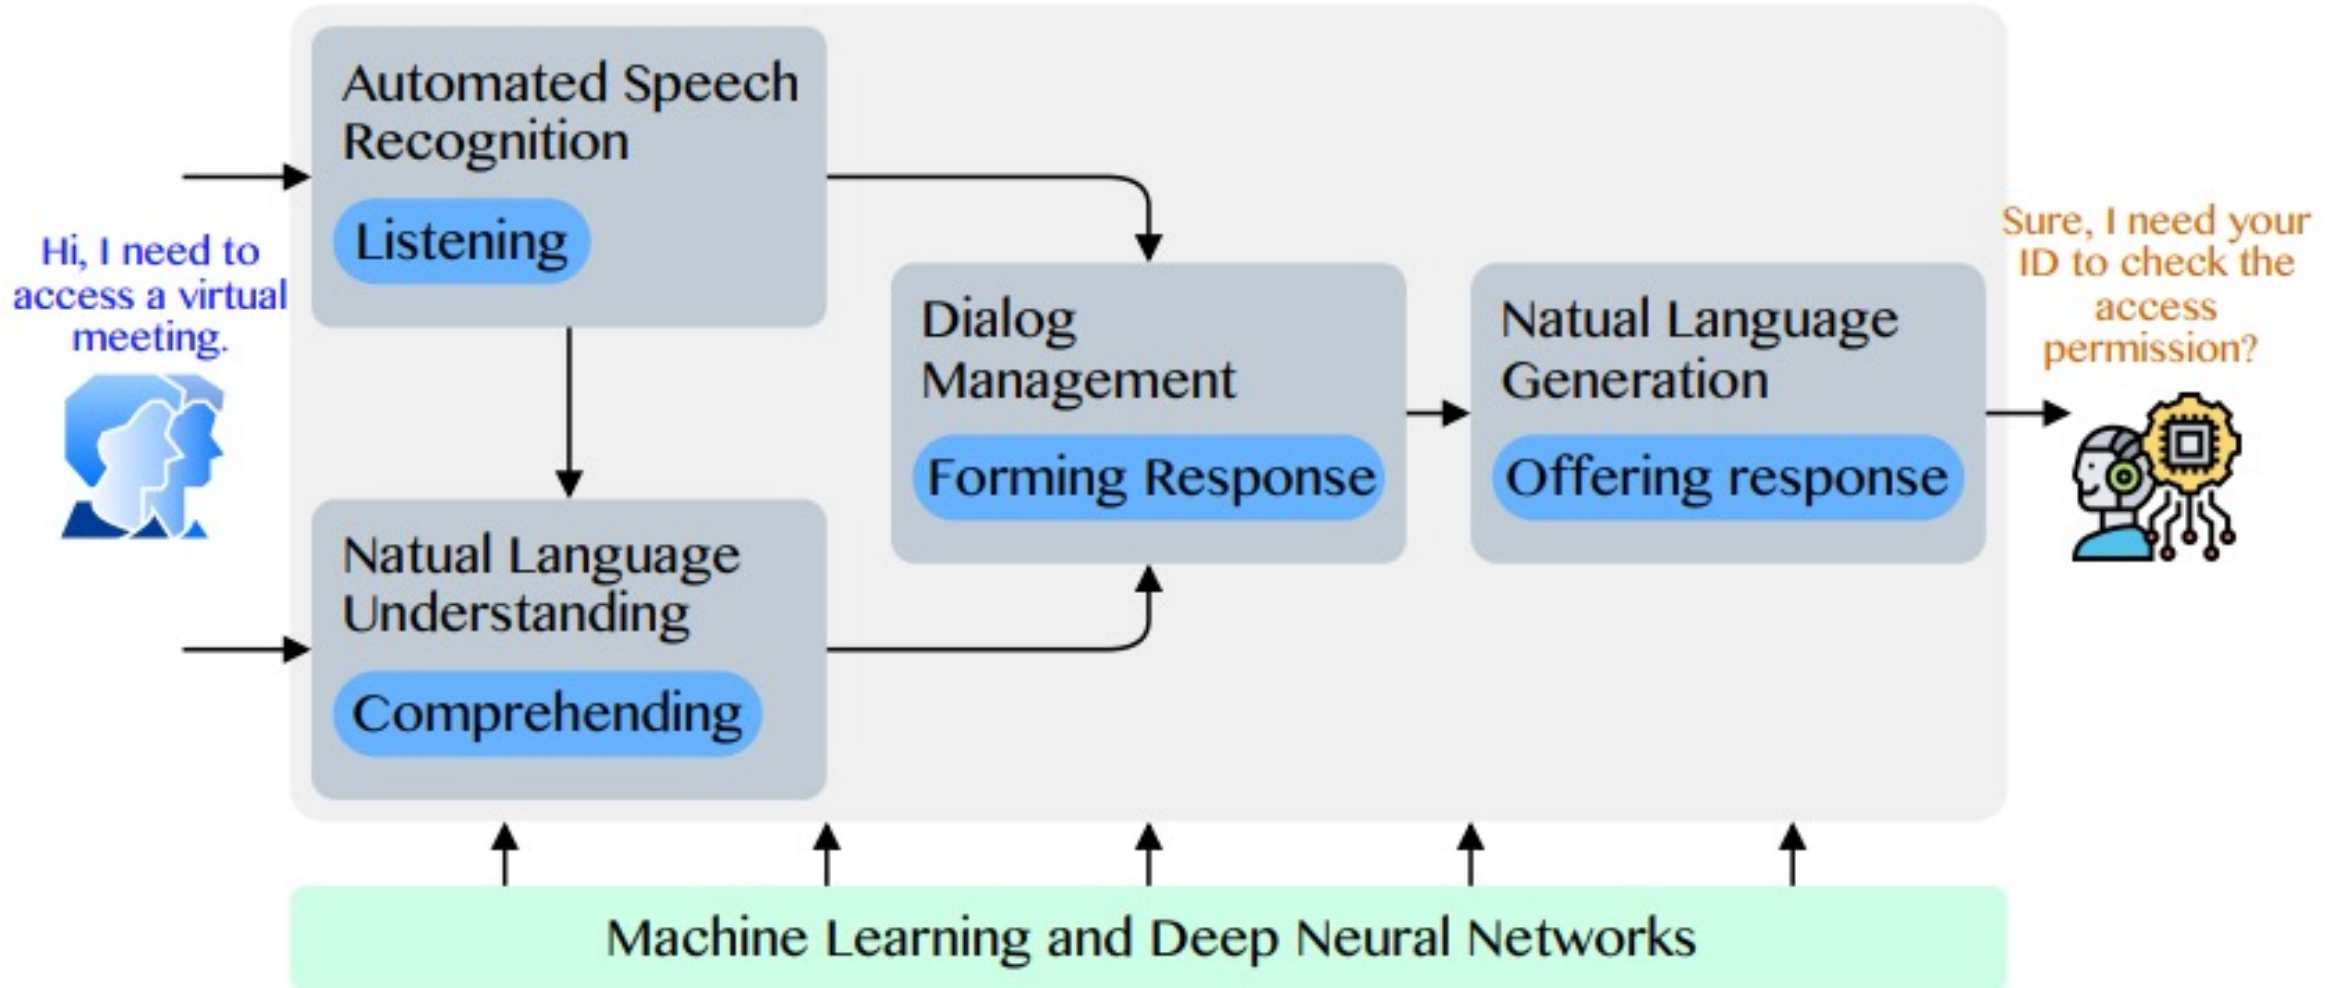 Hi, I need to
access a virtual
meeting.
Automated Speech
Recognition
Listening
Natual Language
Understanding
Comprehending
Dialog
Management
Forming Response
Natual Language
Generation
Offering response
Sure, I need your
ID to check the
access
permission?
Machine Learning and Deep Neural Networks